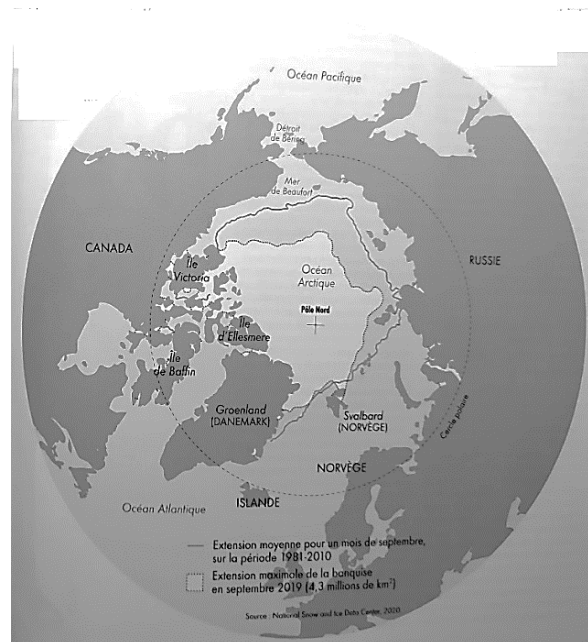 Océan Pacifique
Détroit
de Béring
Mer
de Beaufort
CANADA
Île
Victoria
RUSSIE
Océan
Arctique
Pôle Nord
Île
d'Ellesmere
Île
de Baffin
Groenland
(DANEMARK)
Svalbard
(NORVÈGE)
Cercle polaire
NORVÈGE
Océan Atlantique
ISLANDE
Extension moyenne pour un mois de septembre,
sur la période 1981-2010
Extension maximale de la banquise
en septembre 2019 (4,3 millions de km²)
Source : National Snow and Ice Data Center, 2020.